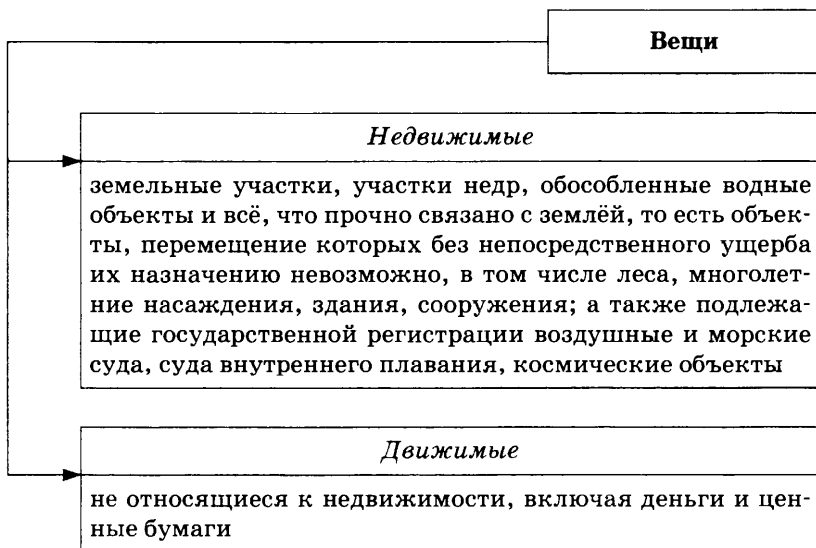 Вещи
Недвижимые
земельные участки, участки недр, обособленные водные
объекты и всё, что прочно связано с землёй, то есть объек-
ты, перемещение которых без непосредственного ущерба
их назначению невозможно, в том числе леса, многолет-
ние насаждения, здания, сооружения; а также подлежа-
щие государственной регистрации воздушные и морские
суда, суда внутреннего плавания, космические объекты
Движимые
не относящиеся к недвижимости, включая деньги и цен-
ные бумаги